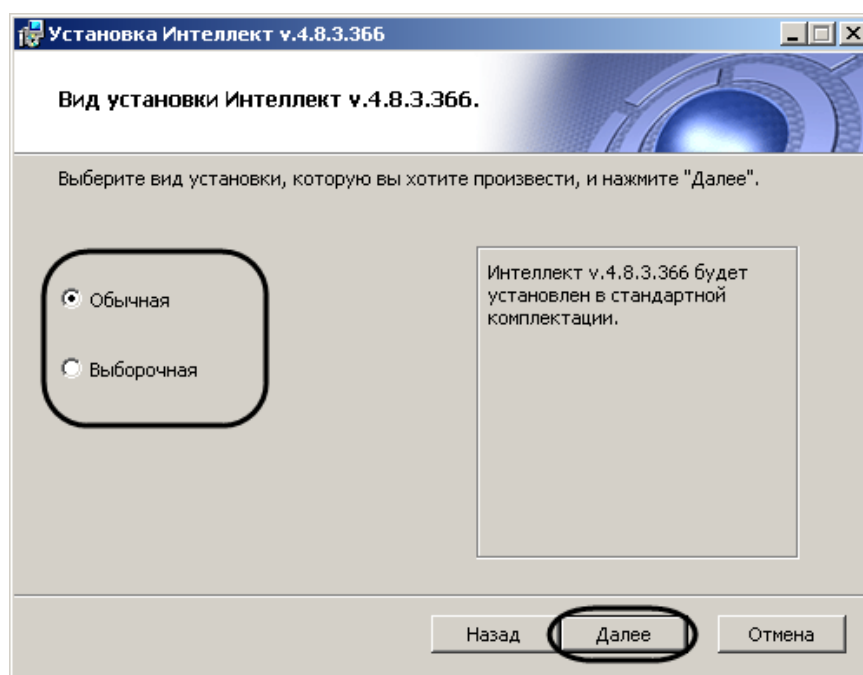 Установка Интеллект v.4.8.3.366
Вид установки Интеллект v.4.8.3.366.
Выберите вид установки, которую вы хотите произвести, и нажмите "Далее".
Обычная
Выборочная
Интеллект v.4.8.3.366 будет
установлен в стандартной
комплектации.
Назад Далее Отмена